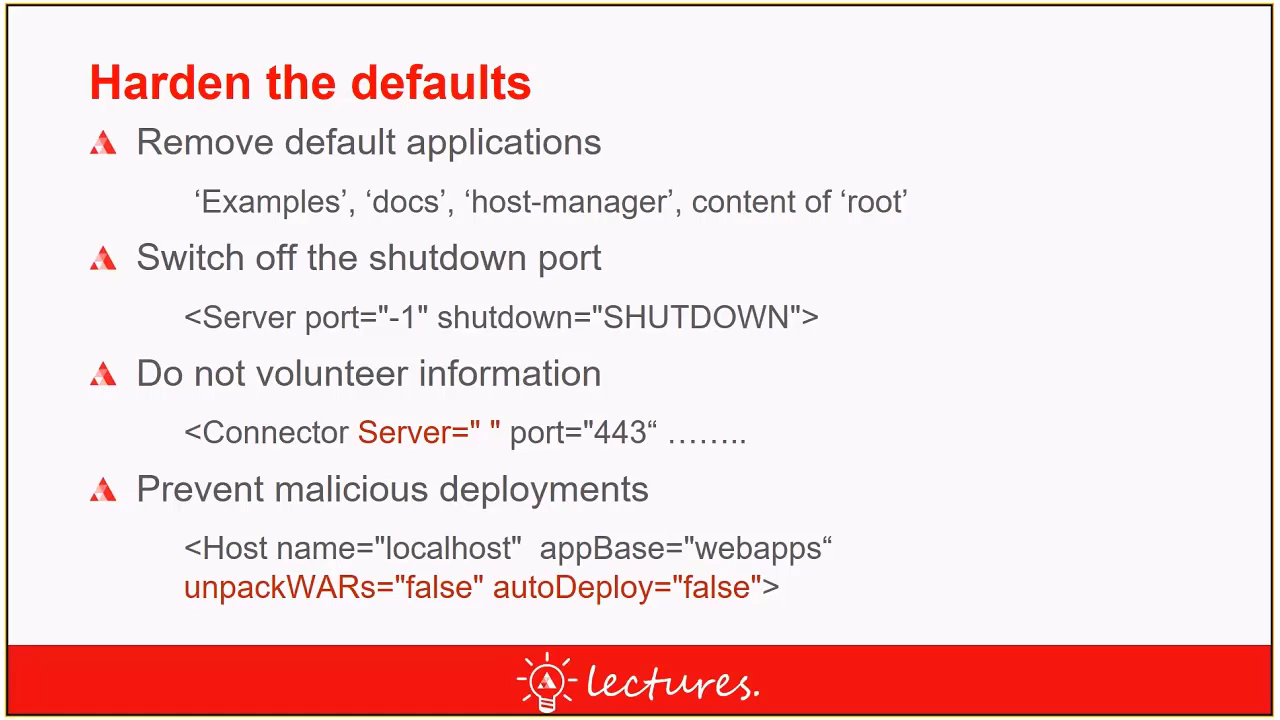 Harden the defaults
Remove default applications
‘Examples’, ‘docs’, ‘host-manager’, content of ‘root’
Switch off the shutdown port
<Server port="-1" shutdown="SHUTDOWN">
Do not volunteer information
<Connector Server=" " port="443“ ……..
Prevent malicious deployments
<Host name="localhost"  appBase="webapps“
unpackWARs="false" autoDeploy="false">
lectures.